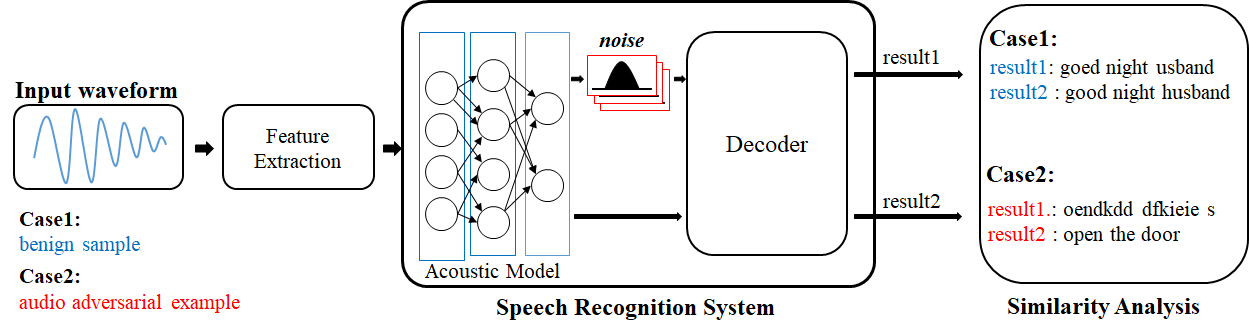 Input waveform
Case1:
benign sample
Case2:
audio adversarial example
Feature
Extraction
noise
Acoustic Model
Decoder
Speech Recognition System
result1
result2
Case1:
result1: goed night usband
result2 : good night husband
Case2:
result1.: oendkdd dfkieie s
result2 : open the door
Similarity Analysis